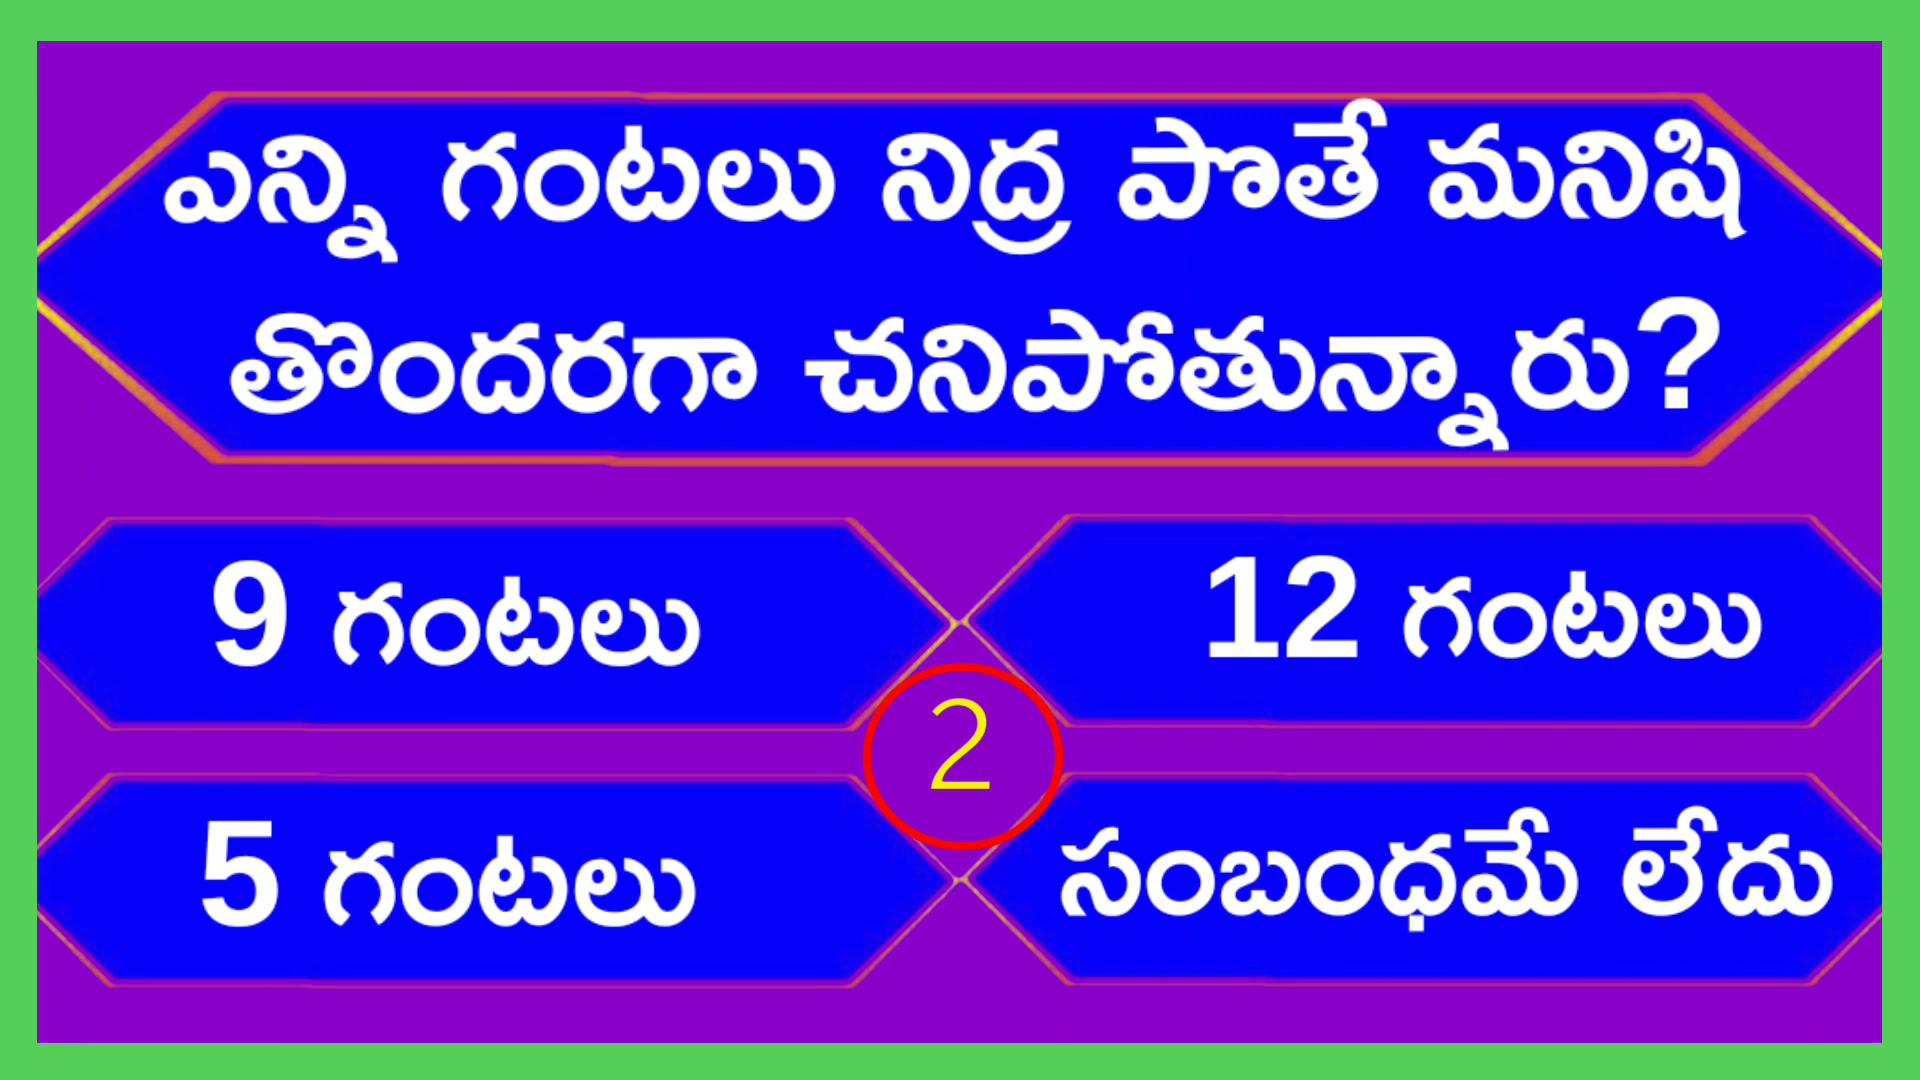 ఎన్ని గంటలు నిద్ర పొతే మనిషి
తొందరగా చనిపోతున్నారు?
9 గంటలు
12 గంటలు
2
5 గంటలు
సంబంధమే లేదు